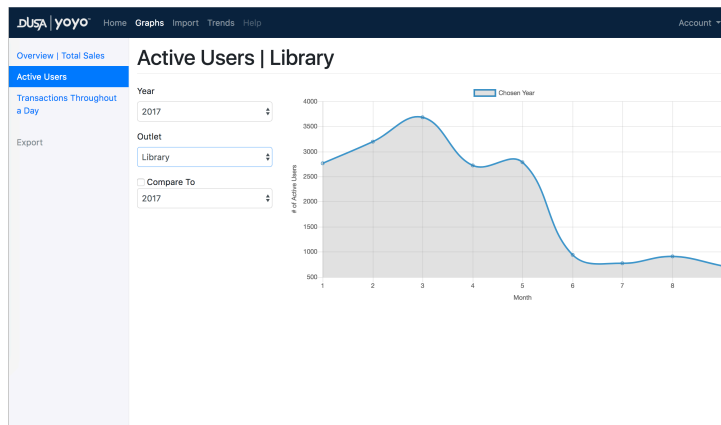 DUSA yoyo Home Graphs Import Trends Help Account
Overview | Total Sales
Active Users
Transactions Throughout
a Day
Export
Active Users | Library
Year
2017
Outlet
Library
Compare To
2017
Chosen Year
# of Active Users
4000
3500
3000
2500
2000
1500
1000
500
1 2 3 4 5 6 7 8
Month